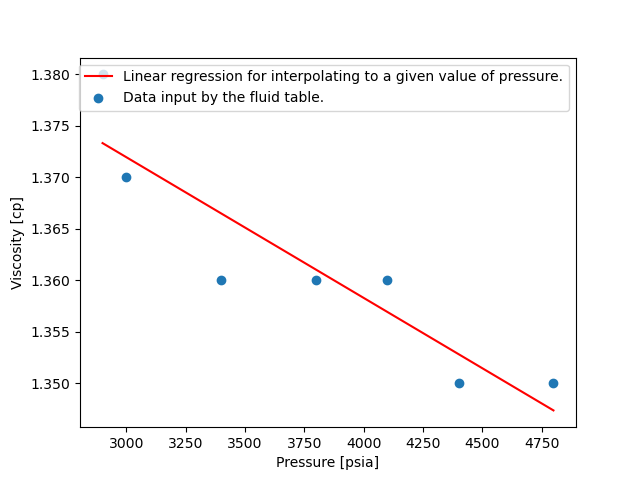 1.380
1.375
1.370
1.365
1.360
1.355
1.350
Viscosity [cp]
Linear regression for interpolating to a given value of pressure.
Data input by the fluid table.
3000 3250 3500 3750 4000 4250 4500 4750
Pressure [psia]